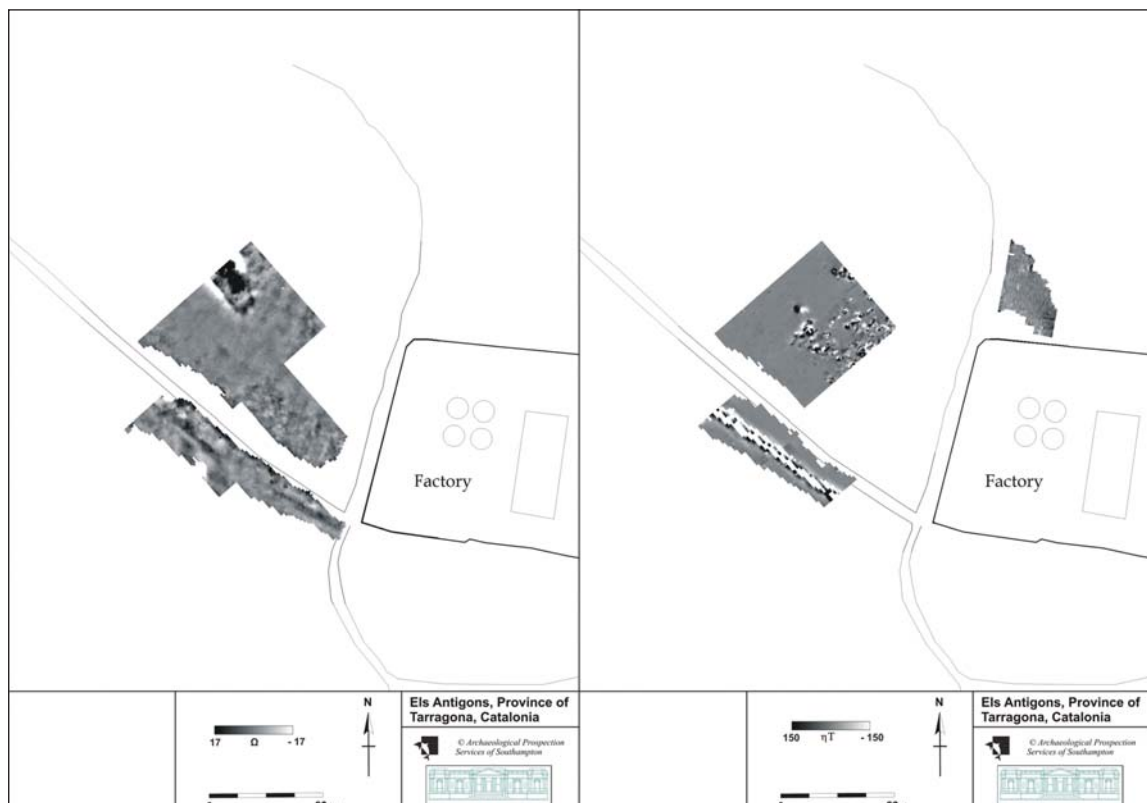 Factory
N
17 Ω - 17
Els Antigons, Province of
Tarragona, Catalonia
© Archaeological Prospection
Services of Southampton
Factory
N
150 ηT - 150
Els Antigons, Province of
Tarragona, Catalonia
© Archaeological Prospection
Services of Southampton